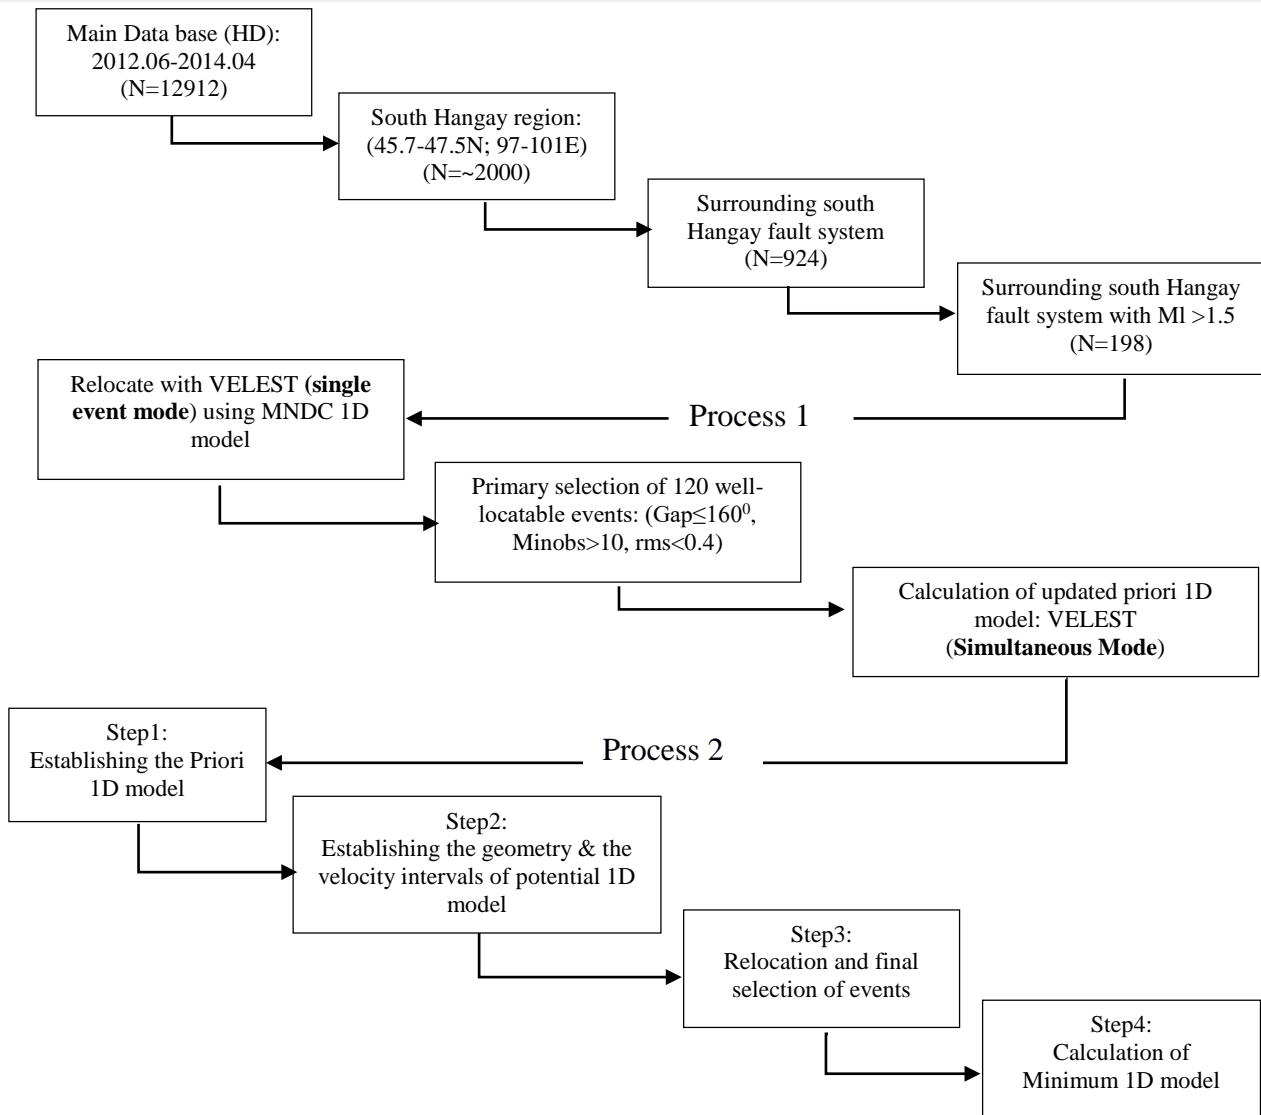 Main Data base (HD):
2012.06-2014.04
(N=12912)
South Hangay region:
(45.7-47.5N; 97-101E)
(N=~2000)
Surrounding south
Hangay fault system
(N=924)
Surrounding south Hangay
fault system with Ml >1.5
(N=198)
Process 1
Relocate with VELEST (single
event mode) using MNDC 1D
model
Primary selection of 120 well-
locatable events: (Gap≤160⁰,
Minobs>10, rms<0.4)
Calculation of updated priori 1D
model: VELEST
(Simultaneous Mode)
Process 2
Step1:
Establishing the Priori
1D model
Step2:
Establishing the geometry & the
velocity intervals of potential 1D
model
Step3:
Relocation and final
selection of events
Step4:
Calculation of
Minimum 1D model